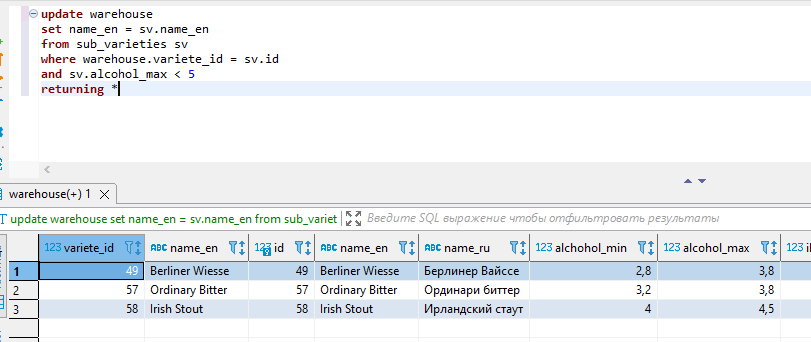 update warehouse
set name_en = sv.name_en
from sub_varieties sv
where warehouse.variete_id = sv.id
and sv.alcohol_max < 5
returning *
warehouse(+) 1
update warehouse set name_en = sv.name_en from sub_variet Введите SQL выражение чтобы отфильтровать результаты
123 variete_id ABC name_en 123 id ABC name_en ABC name_ru 123 alchohol_min 123 alcohol_max 123
1 49 Berliner Wiesse 49 Berliner Wiesse Берлинер Вайссе 2,8 3,8
2 57 Ordinary Bitter 57 Ordinary Bitter Ординари биттер 3,2 3,8
3 58 Irish Stout 58 Irish Stout Ирландский стаут 4 4,5